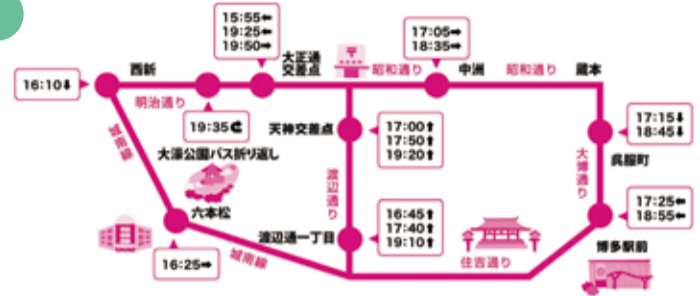 15:55⬅
19:25⬅
19:50➡
17:05➡
18:35➡
大正通
交差点
西新
〒
昭和通り
中洲
昭和通り
蔵本
16:10⬇
明治通り
19:35⮌
大濠公園バス折り返し
天神交差点
17:00⬆
17:50⬆
19:20⬆
17:15⬇
18:45⬇
呉服町
城南線
大博通り
渡辺通り
六本松
16:45⬆
17:40⬆
19:10⬆
17:25⬅
18:55⬅
渡辺通一丁目
博多駅前
16:25➡
城南線
住吉通り